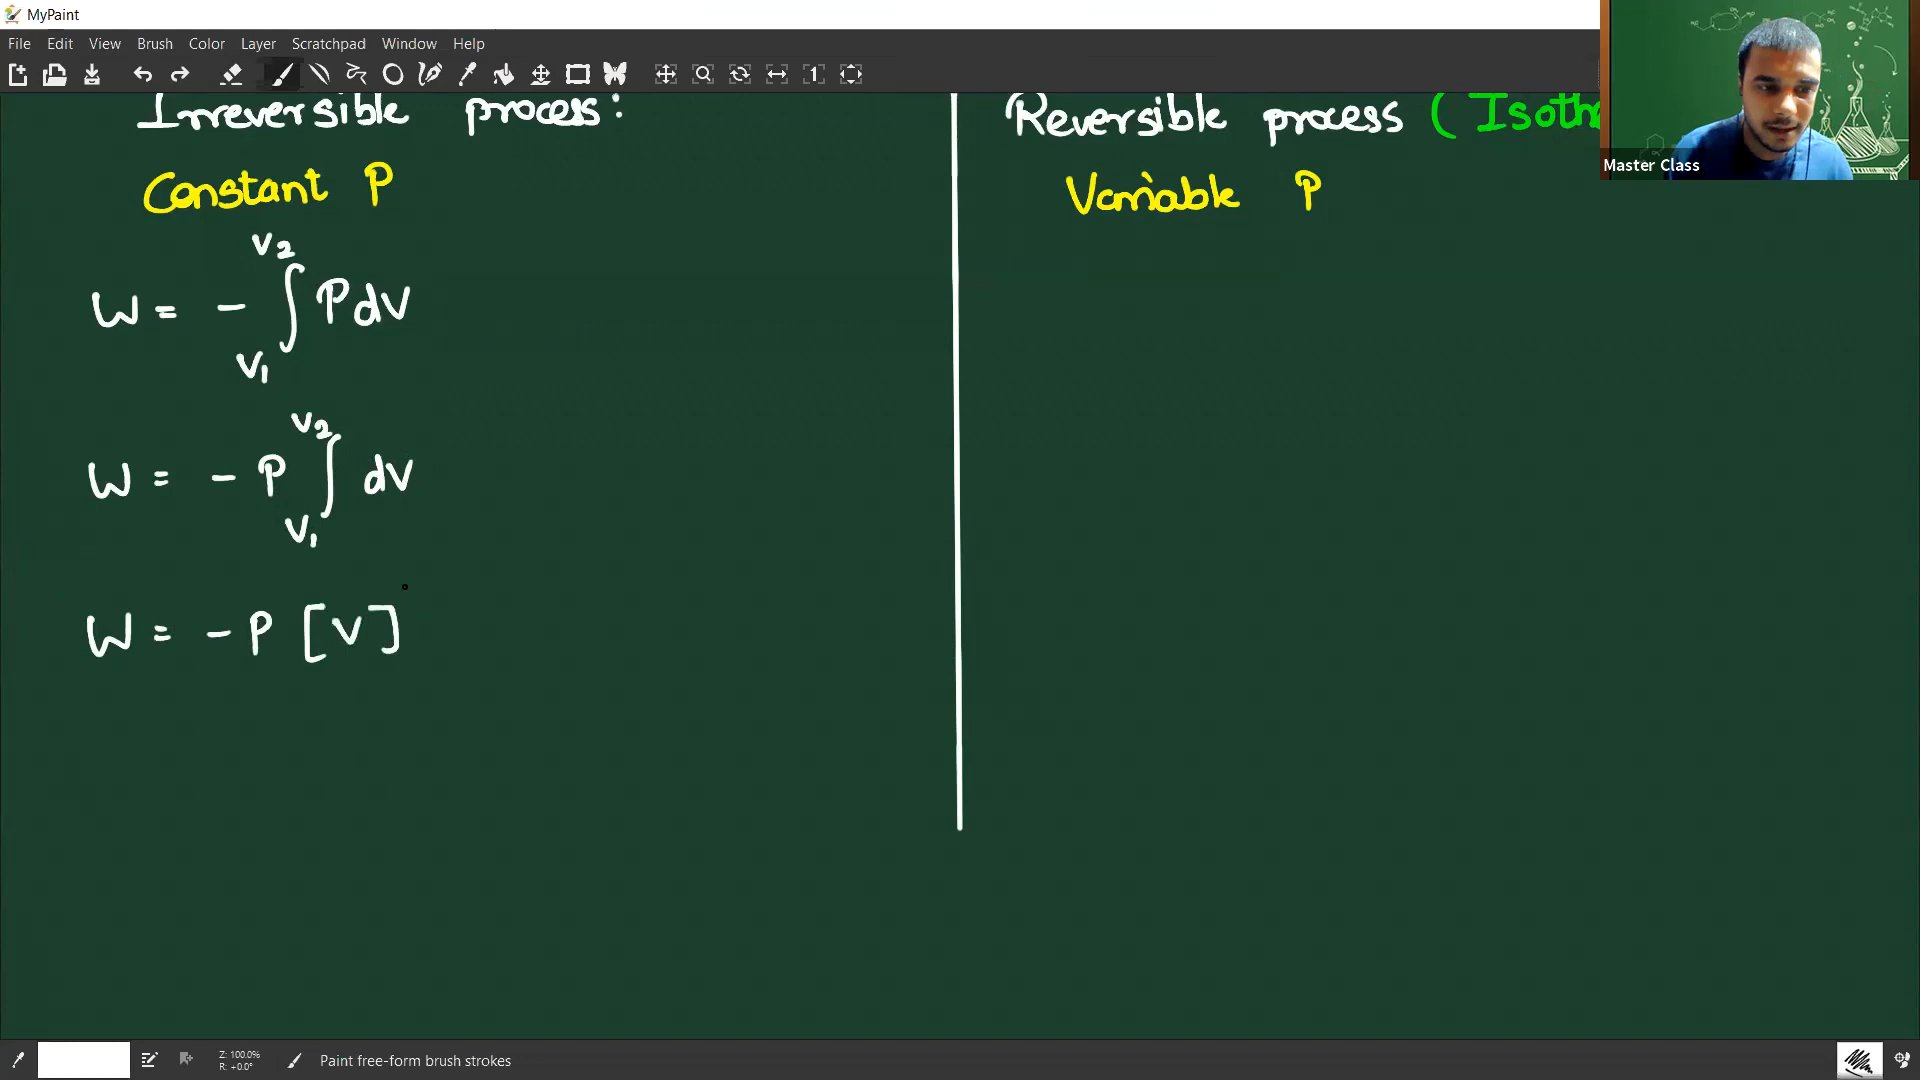 MyPaint
File Edit View Brush Color Layer Scratchpad Window Help
Master Class
Irreversible process:
Constant P
W = - ∫ V₁ V₂ PdV
W = - P ∫ V₁ V₂ dV
W = - P [V]
Reversible process ( Isoth
Variable P
Z: 100.0%
R: +0.0°
Paint free-form brush strokes